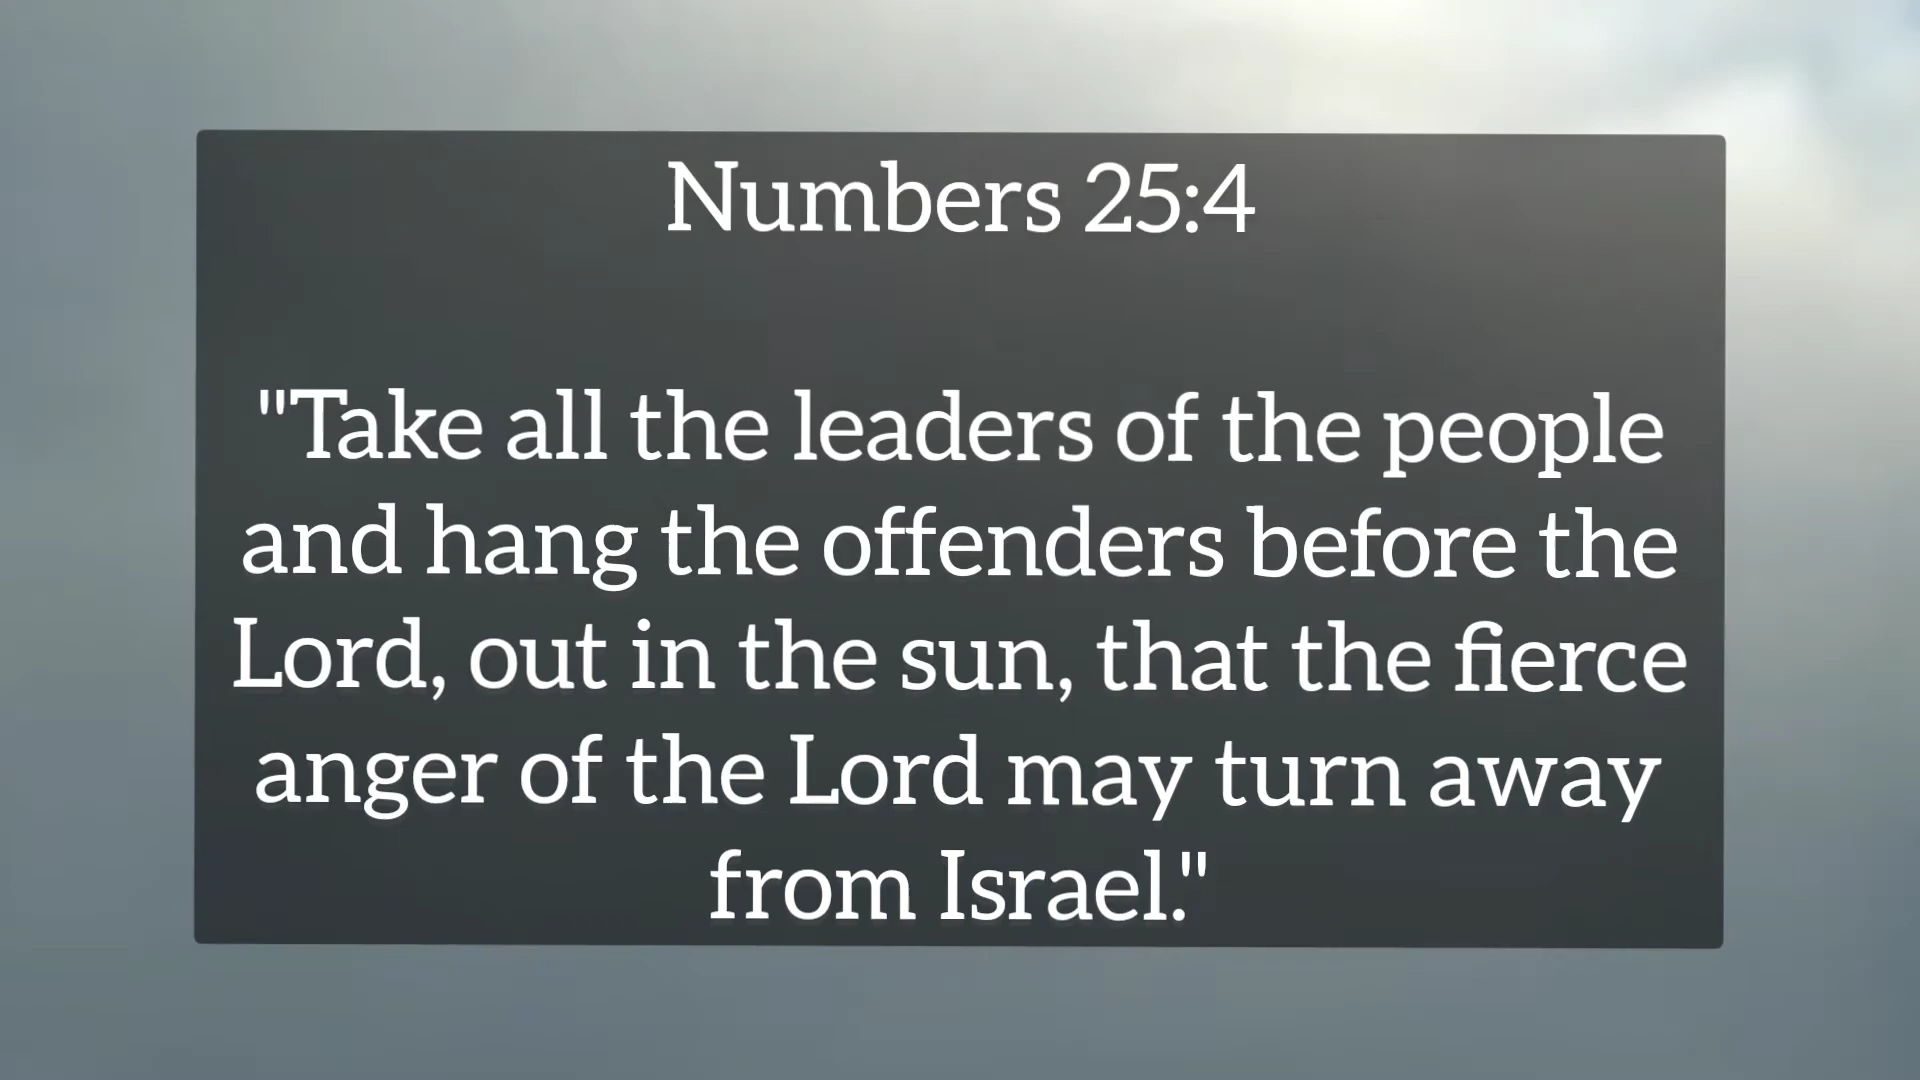 Numbers 25:4
"Take all the leaders of the people
and hang the offenders before the
Lord, out in the sun, that the fierce
anger of the Lord may turn away
from Israel."